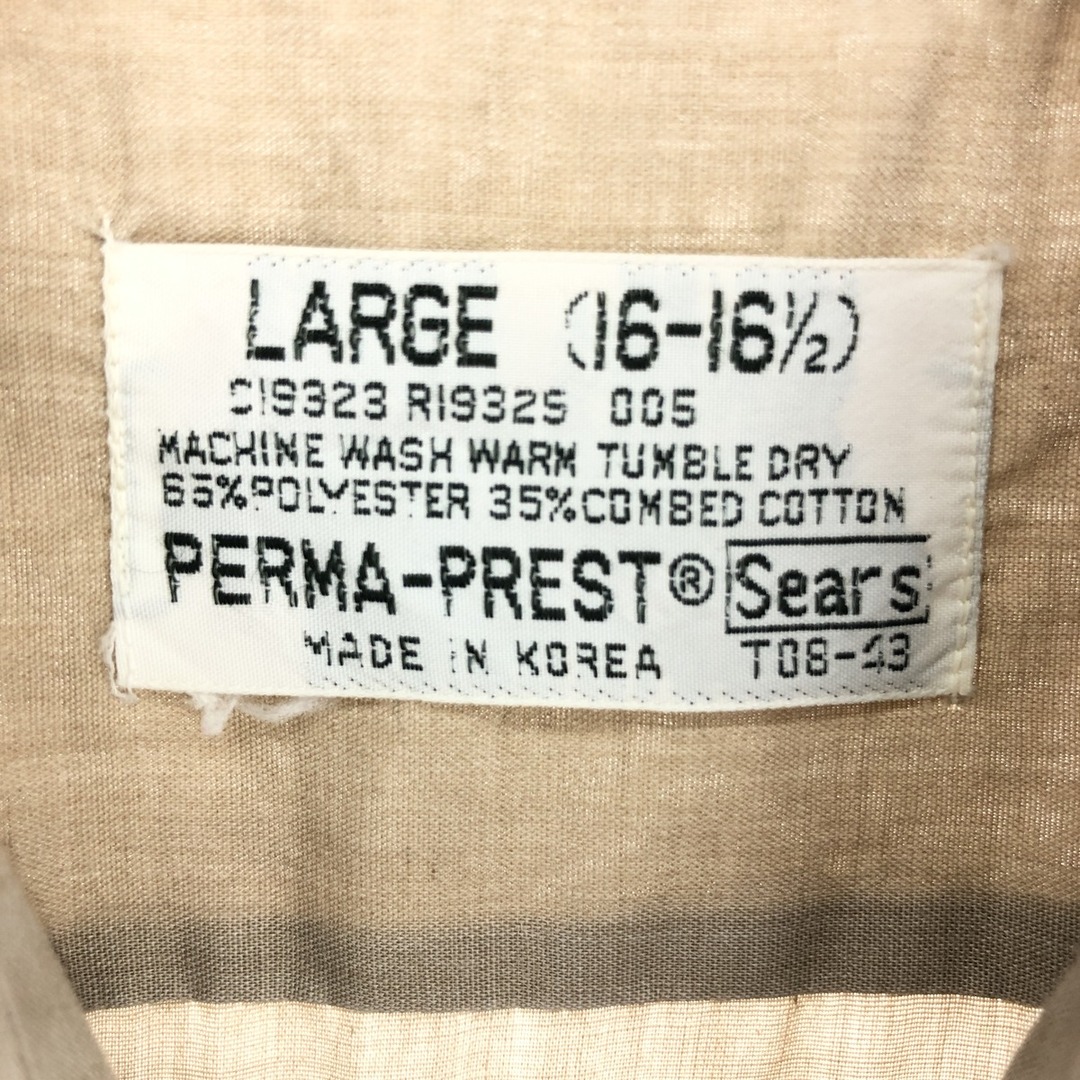 LARGE (16-16½)
C19323 R19329 005
MACHINE WASH WARM TUMBLE DRY
65% POLYESTER 35% COMBED COTTON
PERMA-PREST® Sears
MADE IN KOREA T08-43